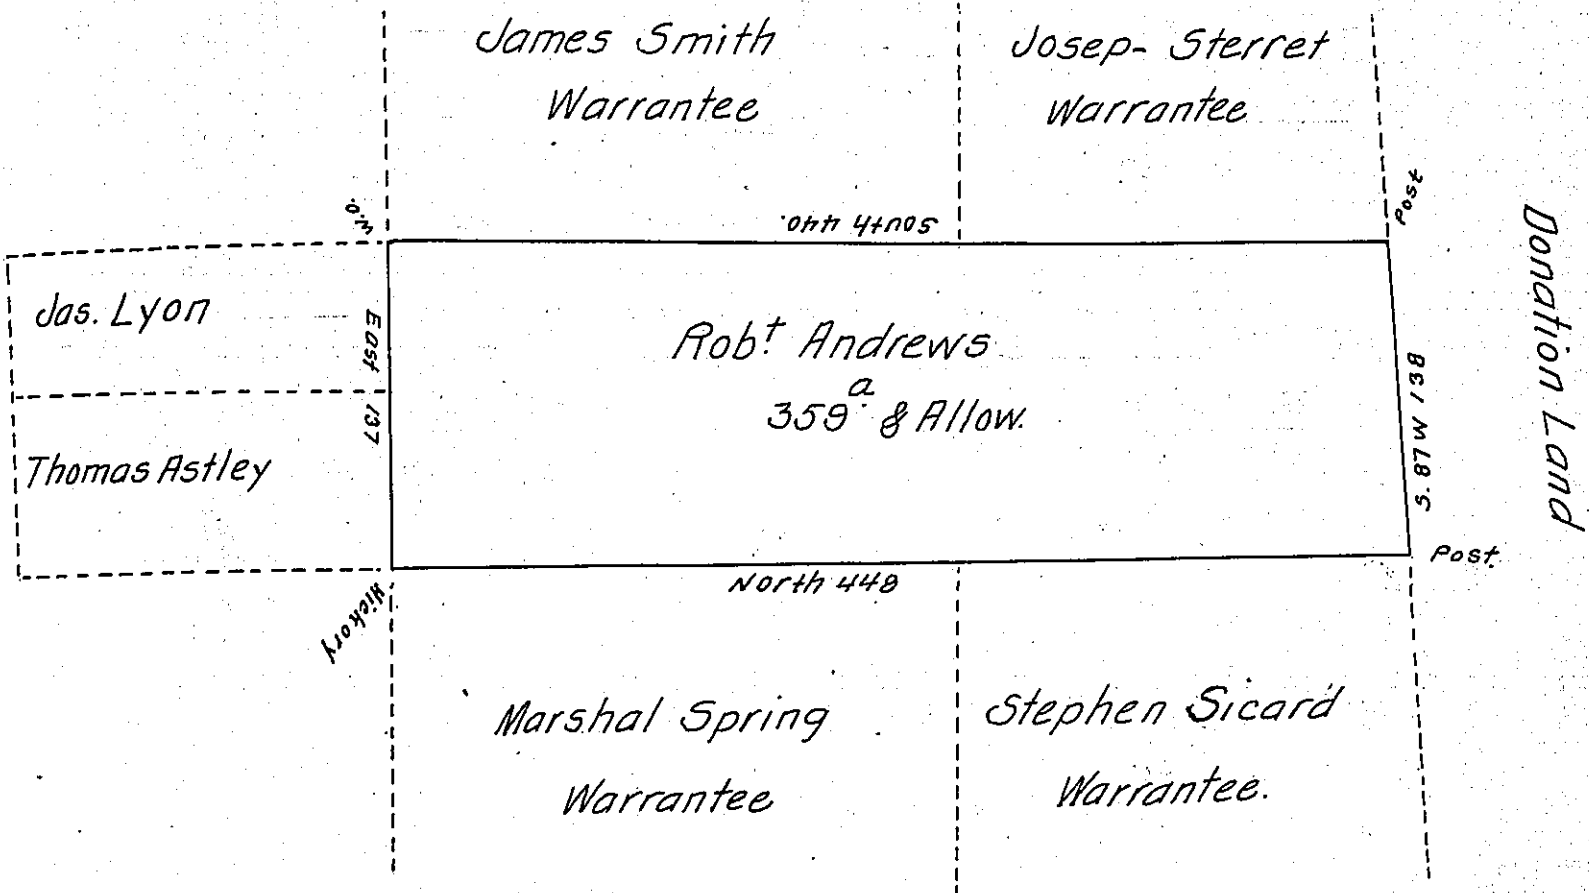 James Smith
Warrantee
Josep- Sterret
Warrantee
Post
W.O.
South 440.
Donation Land
Jas. Lyon
East 137
Robt Andrews
359a & Allow.
S. 87 W 138
Thomas Astley
Post.
North 448
Hickory
Marshal Spring
Warrantee
Stephen Sicard
Warrantee.